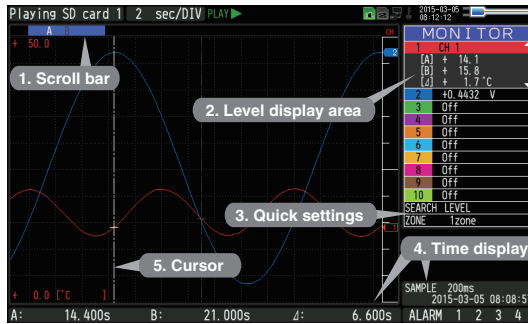 Playing SD card 1 2 sec/DIV PLAY
2015-03-05
08:12:12
A B
CH
+ 50.0
2
1. Scroll bar
MONITOR
1 CH 1
[A] + 14.1
[B] + 15.8
[⊿] + 1.7°C
2 +0.4432 V
3 Off
4 Off
5 Off
6 Off
7 Off
8 Off
9 Off
10 Off
2. Level display area
SEARCH LEVEL
ZONE 1zone
3. Quick settings
1
4. Time display
5. Cursor
SAMPLE 200ms
2015-03-05 08:08:5
+ 0.0 [°C ]
A: 14.400s B: 21.000s ⊿: 6.600s
ALARM 1 2 3 4